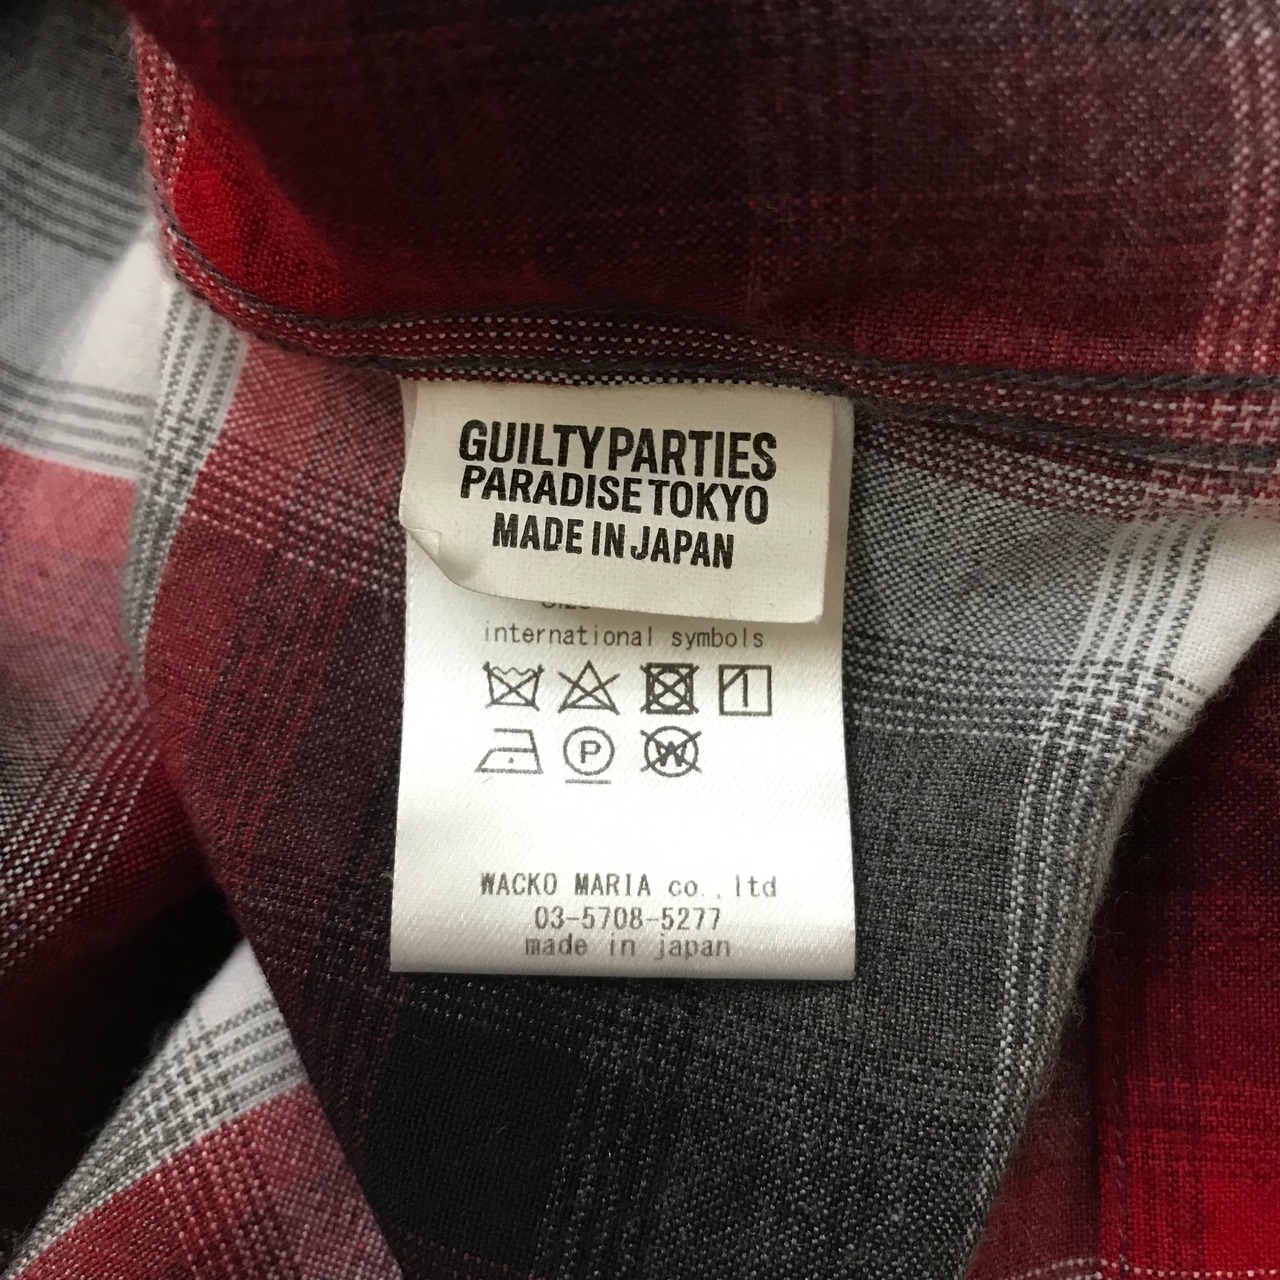 GUILTY PARTIES
PARADISE TOKYO
MADE IN JAPAN
international symbols
P
W
WACKO MARIA co.,ltd
03-5708-5277
made in japan